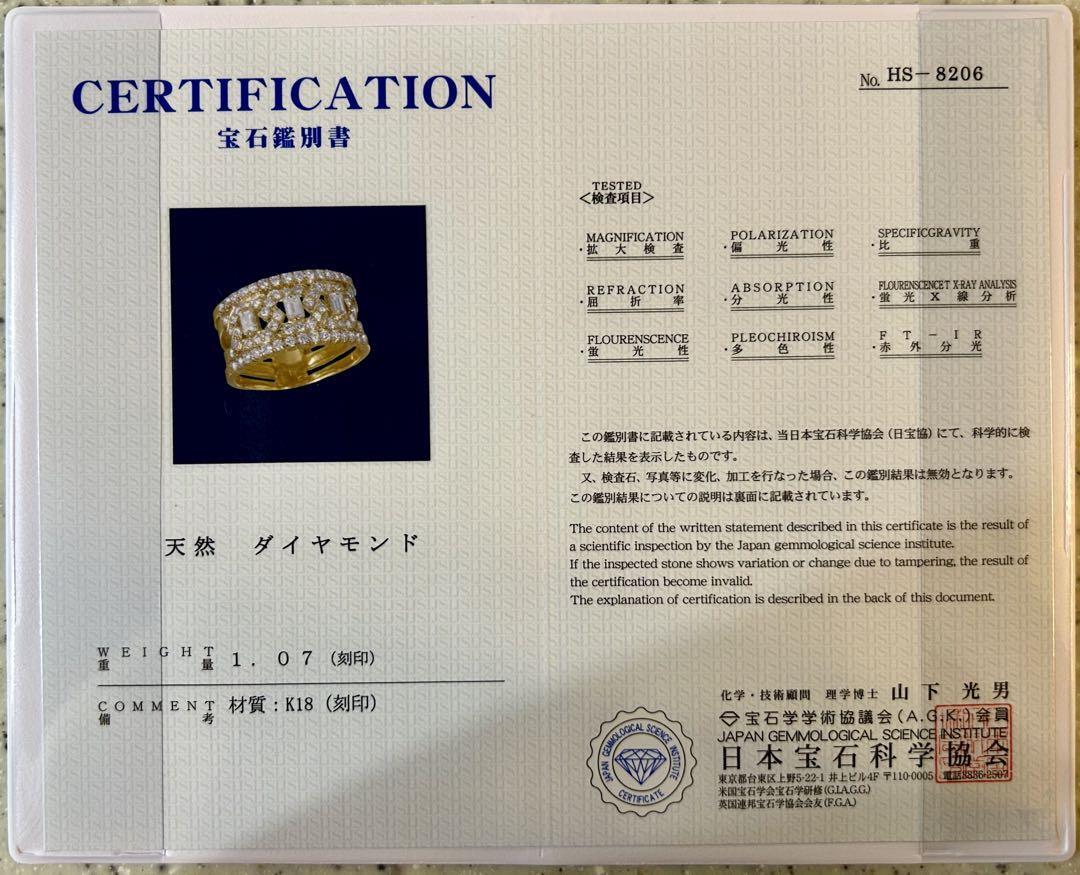 CERTIFICATION
宝石鑑別書
No. HS-8206
TESTED
<検査項目>
MAGNIFICATION
・拡大検査
POLARIZATION
・偏光性
SPECIFICGRAVITY
・比重
REFRACTION
・屈折率
ABSORPTION
・分光性
FLOURENSCENCET X-RAY ANALYSIS
・蛍光X線分析
FLOURENSCENCE
・蛍光性
PLEOCHIROISM
・多色性
FT-IR
・赤外分光
この鑑別書に記載されている内容は、当日本宝石科学協会(日宝協)にて、科学的に検
査した結果を表示したものです。
又、検査石、写真等に変化、加工を行なった場合、この鑑別結果は無効となります。
この鑑別結果についての説明は裏面に記載されています。
The content of the written statement described in this certificate is the result of
a scientific inspection by the Japan gemmological science institute.
If the inspected stone shows variation or change due to tampering, the result of
the certification become invalid.
The explanation of certification is described in the back of this document.
天然 ダイヤモンド
WEIGHT
重量 1.07 (刻印)
COMMENT
備考 材質:K18 (刻印)
JAPAN GEMMOLOGICAL SCIENCE INSTITUTE
CERTIFICATE
化学・技術顧問 理学博士 山下光男
宝石学学術協議会(A.G.K.)会員
JAPAN GEMMOLOGICAL SCIENCE INSTITUTE
日本宝石科学協会
東京都台東区上野5-22-1 井上ビル4F 〒110-0005 電話3836-2507
米国宝石学会宝石学研修(G.I.A.G.G.)
英国連邦宝石学協会会友(F.G.A.)